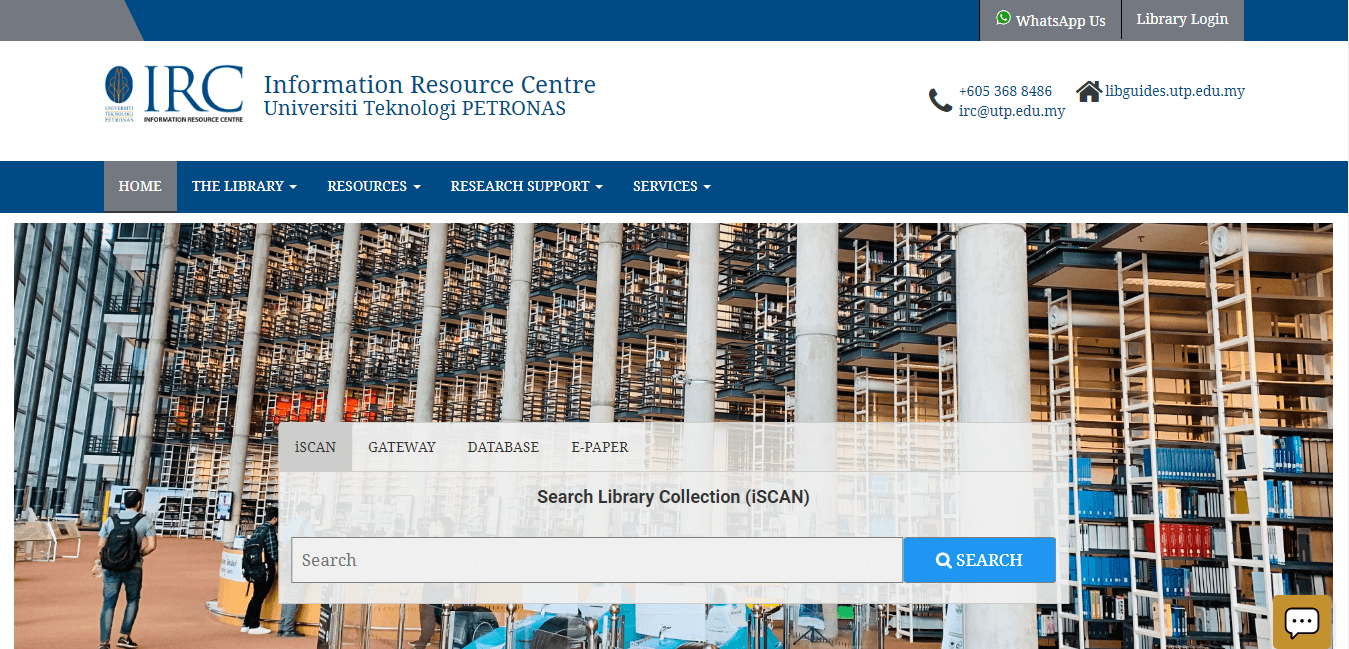 WhatsApp Us
Library Login
IRC
UNIVERSITI
TEKNOLOGI
PETRONAS
INFORMATION RESOURCE CENTRE
Information Resource Centre
Universiti Teknologi PETRONAS
+605 368 8486
irc@utp.edu.my
libguides.utp.edu.my
HOME
THE LIBRARY
RESOURCES
RESEARCH SUPPORT
SERVICES
iSCAN
GATEWAY
DATABASE
E-PAPER
Search Library Collection (iSCAN)
Search
SEARCH